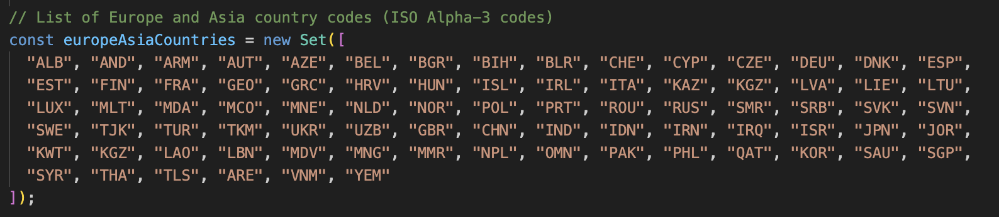 // List of Europe and Asia country codes (ISO Alpha-3 codes)
const europeAsiaCountries = new Set([
"ALB", "AND", "ARM", "AUT", "AZE", "BEL", "BGR", "BIH", "BLR", "CHE", "CYP", "CZE", "DEU", "DNK", "ESP",
"EST", "FIN", "FRA", "GEO", "GRC", "HRV", "HUN", "ISL", "IRL", "ITA", "KAZ", "KGZ", "LVA", "LIE", "LTU",
"LUX", "MLT", "MDA", "MCO", "MNE", "NLD", "NOR", "POL", "PRT", "ROU", "RUS", "SMR", "SRB", "SVK", "SVN",
"SWE", "TJK", "TUR", "TKM", "UKR", "UZB", "GBR", "CHN", "IND", "IDN", "IRN", "IRQ", "ISR", "JPN", "JOR",
"KWT", "KGZ", "LAO", "LBN", "MDV", "MNG", "MMR", "NPL", "OMN", "PAK", "PHL", "QAT", "KOR", "SAU", "SGP",
"SYR", "THA", "TLS", "ARE", "VNM", "YEM"
]);